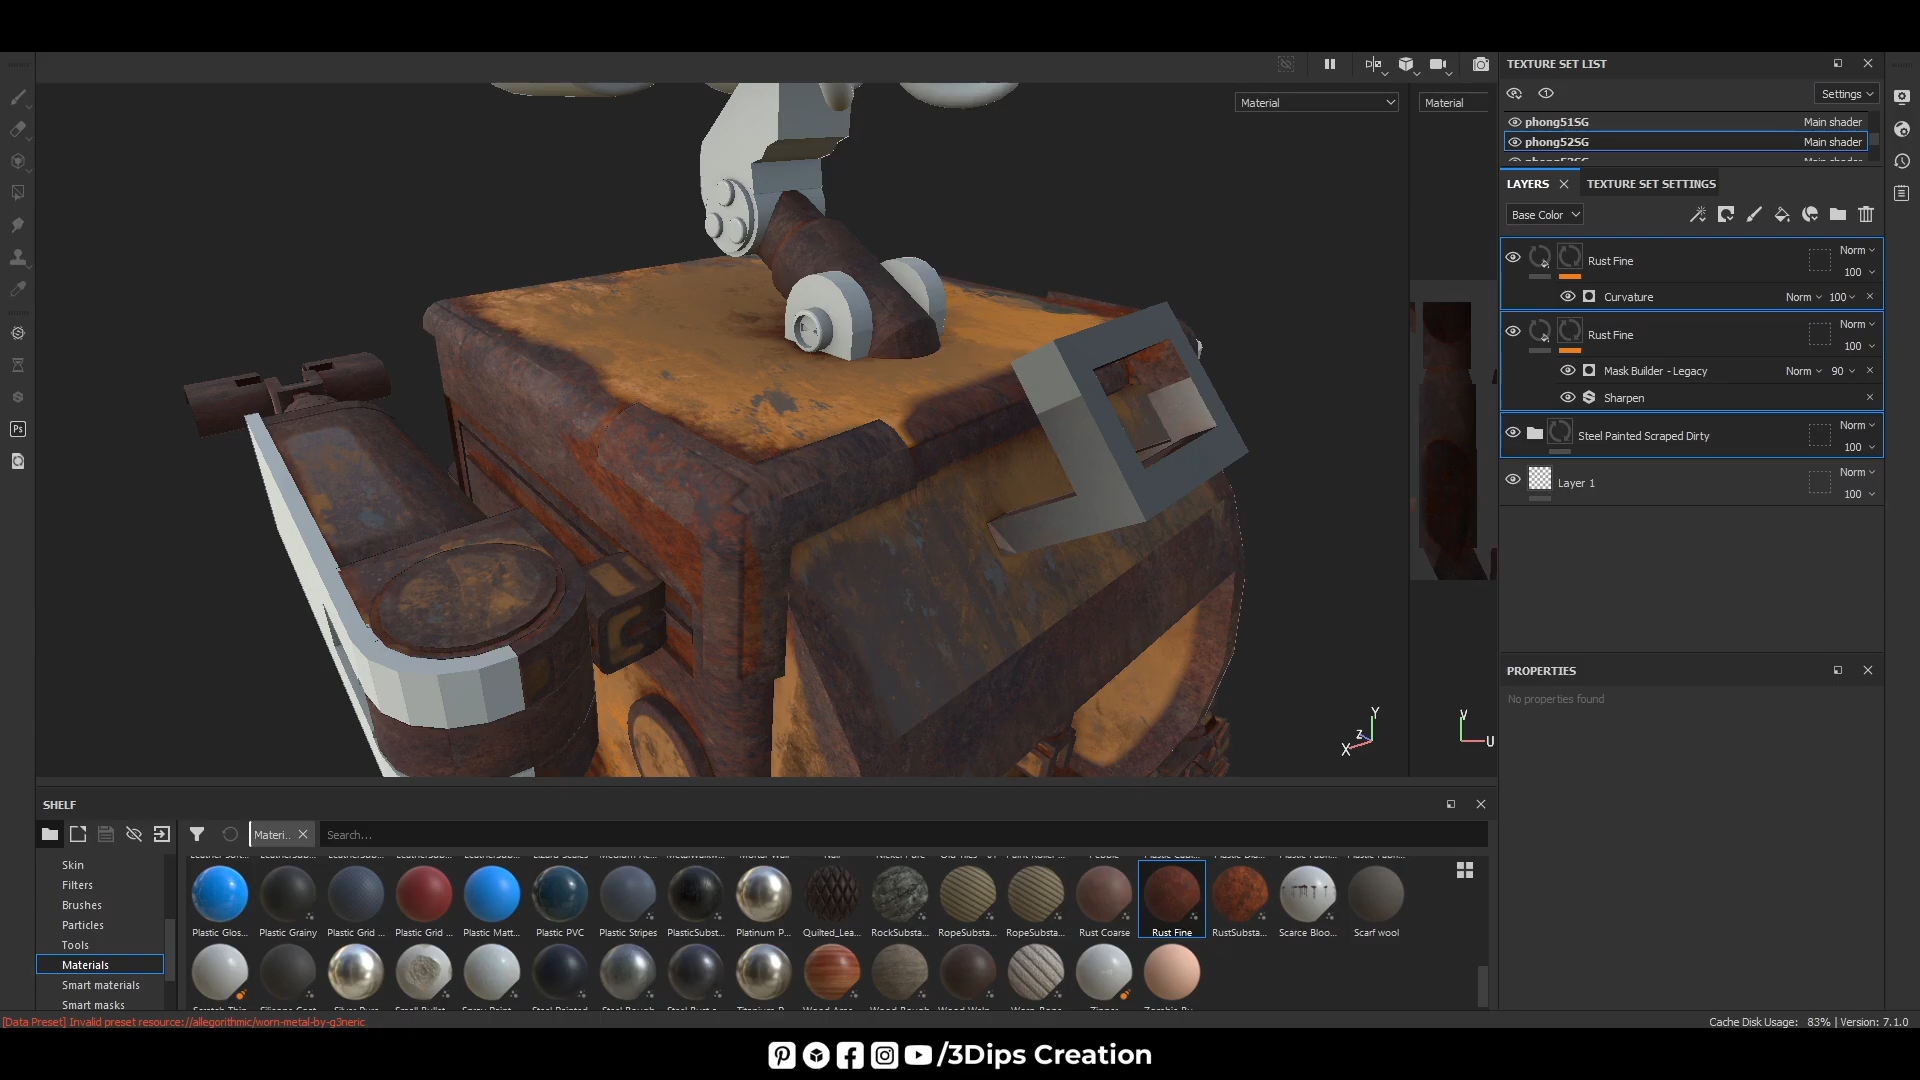 TEXTURE SET LIST
Settings
phong51SG Main shader
phong52SG Main shader
Material
Material
LAYERS TEXTURE SET SETTINGS
Base Color
Rust Fine Norm 100
Curvature Norm 100
Rust Fine Norm 100
Mask Builder - Legacy Norm 90
Sharpen
Steel Painted Scraped Dirty Norm 100
Layer 1 Norm 100
PROPERTIES
No properties found
Y
Z
X
V
U
Ps
SHELF
Materi...
Search...
Skin
Filters
Brushes
Particles
Tools
Materials
Smart materials
Smart masks
Plastic Glos... Plastic Grainy Plastic Grid ... Plastic Grid ... Plastic Matt... Plastic PVC Plastic Stripes PlasticSubst... Platinum P... Quilted_Lea... RockSubsta... RopeSubsta... RopeSubsta... Rust Coarse Rust Fine RustSubsta... Scarce Bloo... Scarf wool
[Data Preset] Invalid preset resource://allegorithmic/worn-metal-by-g3neric
Cache Disk Usage: 83% | Version: 7.1.0
/3Dips Creation